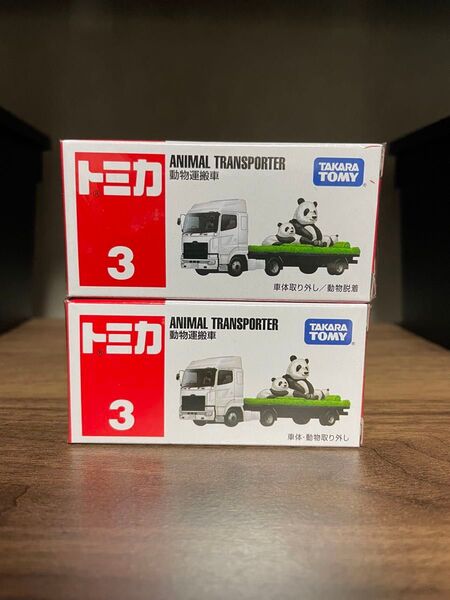 トミカ
3
ANIMAL TRANSPORTER
動物運搬車
TAKARA
TOMY
車体取り外し/動物脱着
トミカ
3
ANIMAL TRANSPORTER
動物運搬車
TAKARA
TOMY
車体・動物取り外し